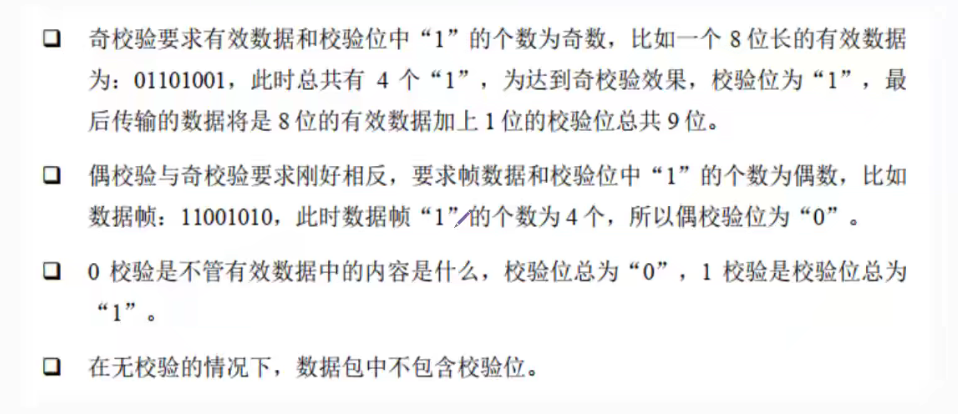 奇校验要求有效数据和校验位中“1”的个数为奇数，比如一个 8 位长的有效数据
为：01101001，此时总共有 4 个“1”，为达到奇校验效果，校验位为“1”，最
后传输的数据将是 8 位的有效数据加上 1 位的校验位总共 9 位。
偶校验与奇校验要求刚好相反，要求帧数据和校验位中“1”的个数为偶数，比如
数据帧：11001010，此时数据帧“1”的个数为 4 个，所以偶校验位为“0”。
0 校验是不管有效数据中的内容是什么，校验位总为“0”，1 校验是校验位总为
“1”。
在无校验的情况下，数据包中不包含校验位。